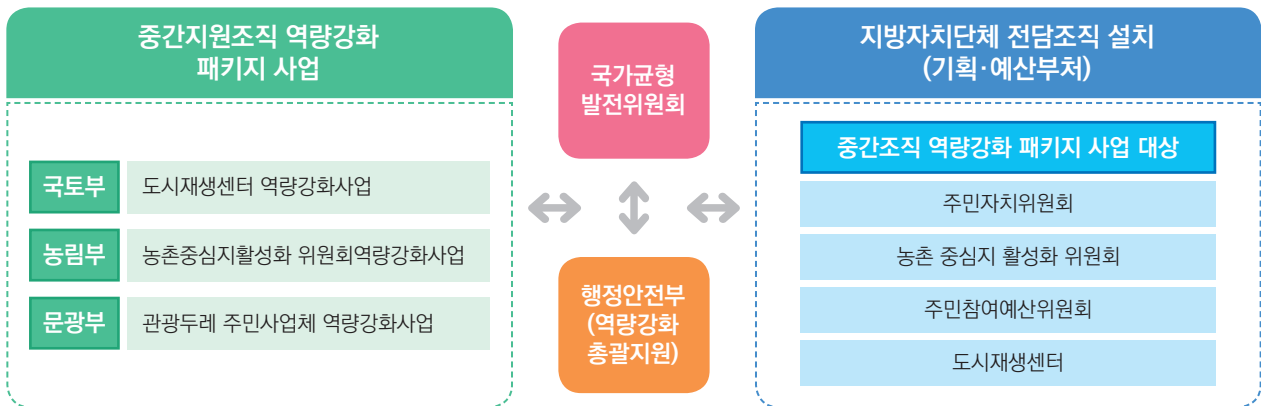 중간지원조직 역량강화
패키지 사업
국토부
도시재생센터 역량강화사업
농림부
농촌중심지활성화 위원회역량강화사업
문광부
관광두레 주민사업체 역량강화사업
국가균형
발전위원회
행정안전부
(역량강화
총괄지원)
지방자치단체 전담조직 설치
(기획·예산부처)
중간조직 역량강화 패키지 사업 대상
주민자치위원회
농촌 중심지 활성화 위원회
주민참여예산위원회
도시재생센터